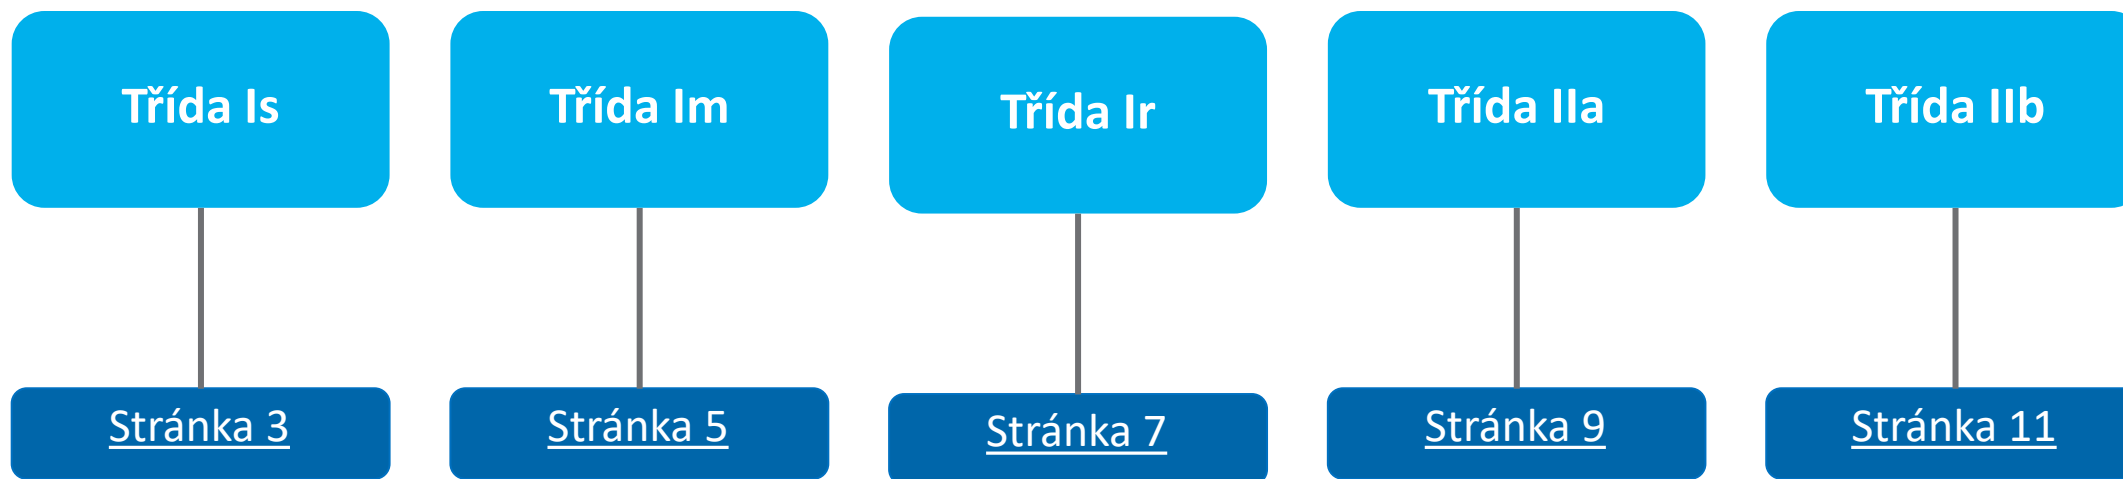 Třída Is
Třída Im
Třída Ir
Třída IIa
Třída IIb
Stránka 3
Stránka 5
Stránka 7
Stránka 9
Stránka 11